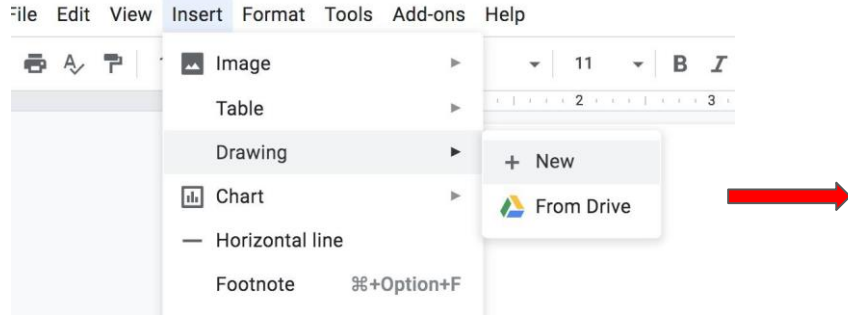 File Edit View Insert Format Tools Add-ons Help
11 B I
Image
2 3
Table
Drawing
+ New
Chart
From Drive
Horizontal line
Footnote ⌘+Option+F